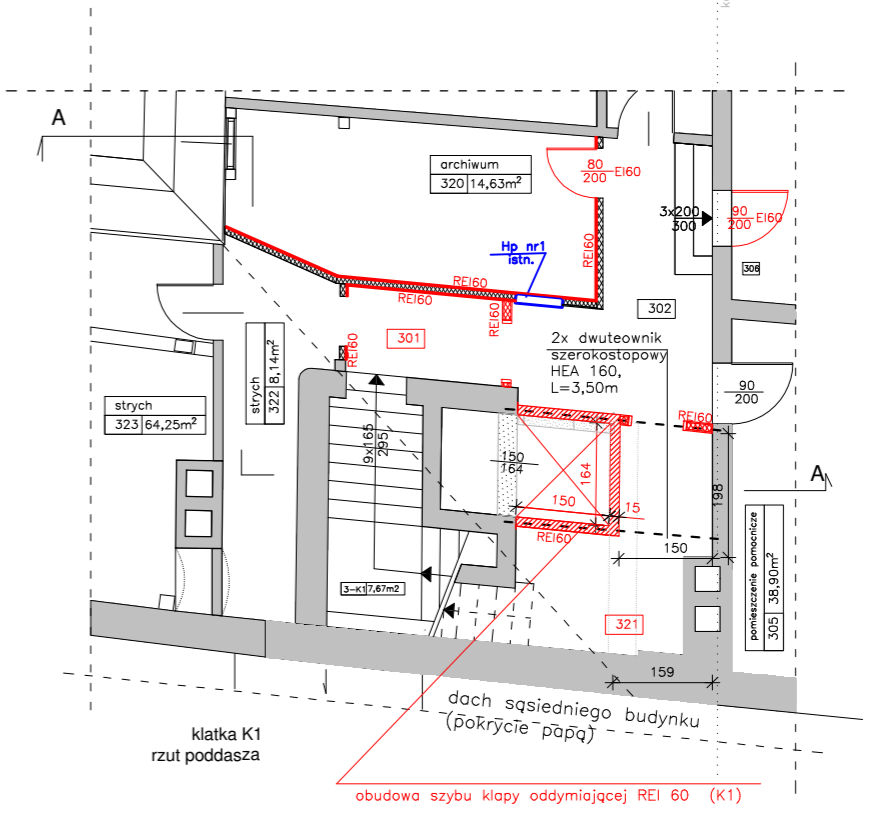 A
archiwum
320 14,63m²
80
200 EI60
3x200
300
90
200 EI60
306
Hp nr1
istn.
REI60
REI60
REI60
REI60
REI60
301
302
2x dwuteownik
szerokostopowy
HEA 160,
L=3,50m
strych
322 8,14m²
strych
323 64,25m²
9x165
295
90
200
REI60
150
164
164
150
15
REI60
198
A
150
3-K1 7,67m2
pomieszczenie pomocnicze
305 38,90m²
321
159
dach sąsiedniego budynku
(pokrycie papą)
klatka K1
rzut poddasza
obudowa szybu klapy oddymiającej REI 60 (K1)